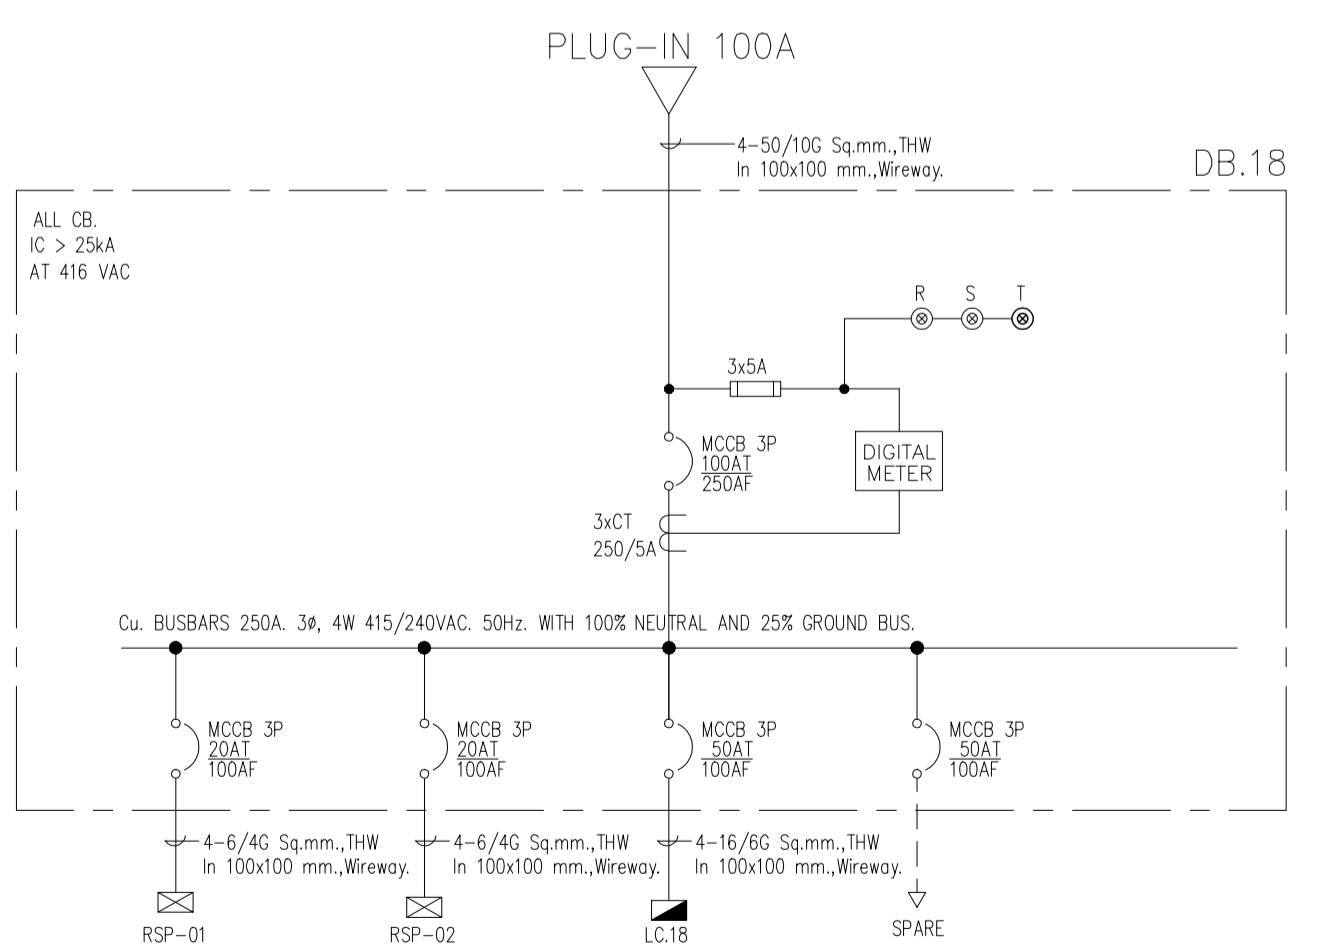 PLUG-IN 100A
4-50/10G Sq.mm.,THW
In 100x100 mm.,Wireway.
DB.18
ALL CB.
IC > 25kA
AT 416 VAC
R S T
3x5A
MCCB 3P
100AT
250AF
DIGITAL
METER
3xCT
250/5A
Cu. BUSBARS 250A. 3ø, 4W 415/240VAC. 50Hz. WITH 100% NEUTRAL AND 25% GROUND BUS.
MCCB 3P
20AT
100AF
MCCB 3P
20AT
100AF
MCCB 3P
50AT
100AF
MCCB 3P
50AT
100AF
4-6/4G Sq.mm.,THW
In 100x100 mm.,Wireway.
4-6/4G Sq.mm.,THW
In 100x100 mm.,Wireway.
4-16/6G Sq.mm.,THW
In 100x100 mm.,Wireway.
RSP-01
RSP-02
LC.18
SPARE